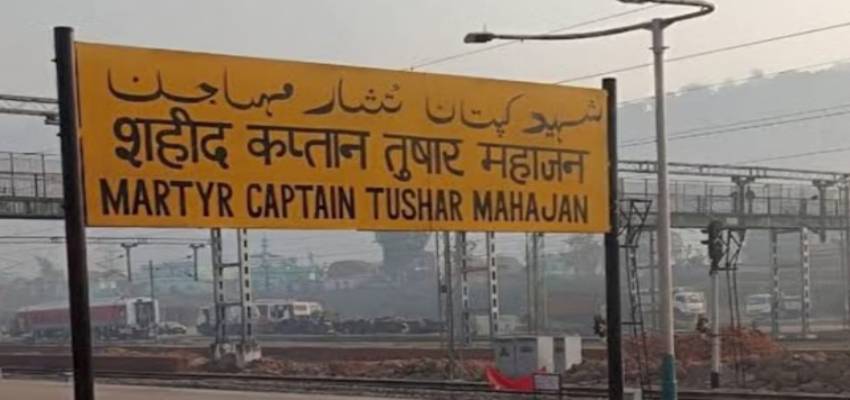 شہید کپتان تُشار مہاجن
शहीद कप्तान तुषार महाजन
MARTYR CAPTAIN TUSHAR MAHAJAN